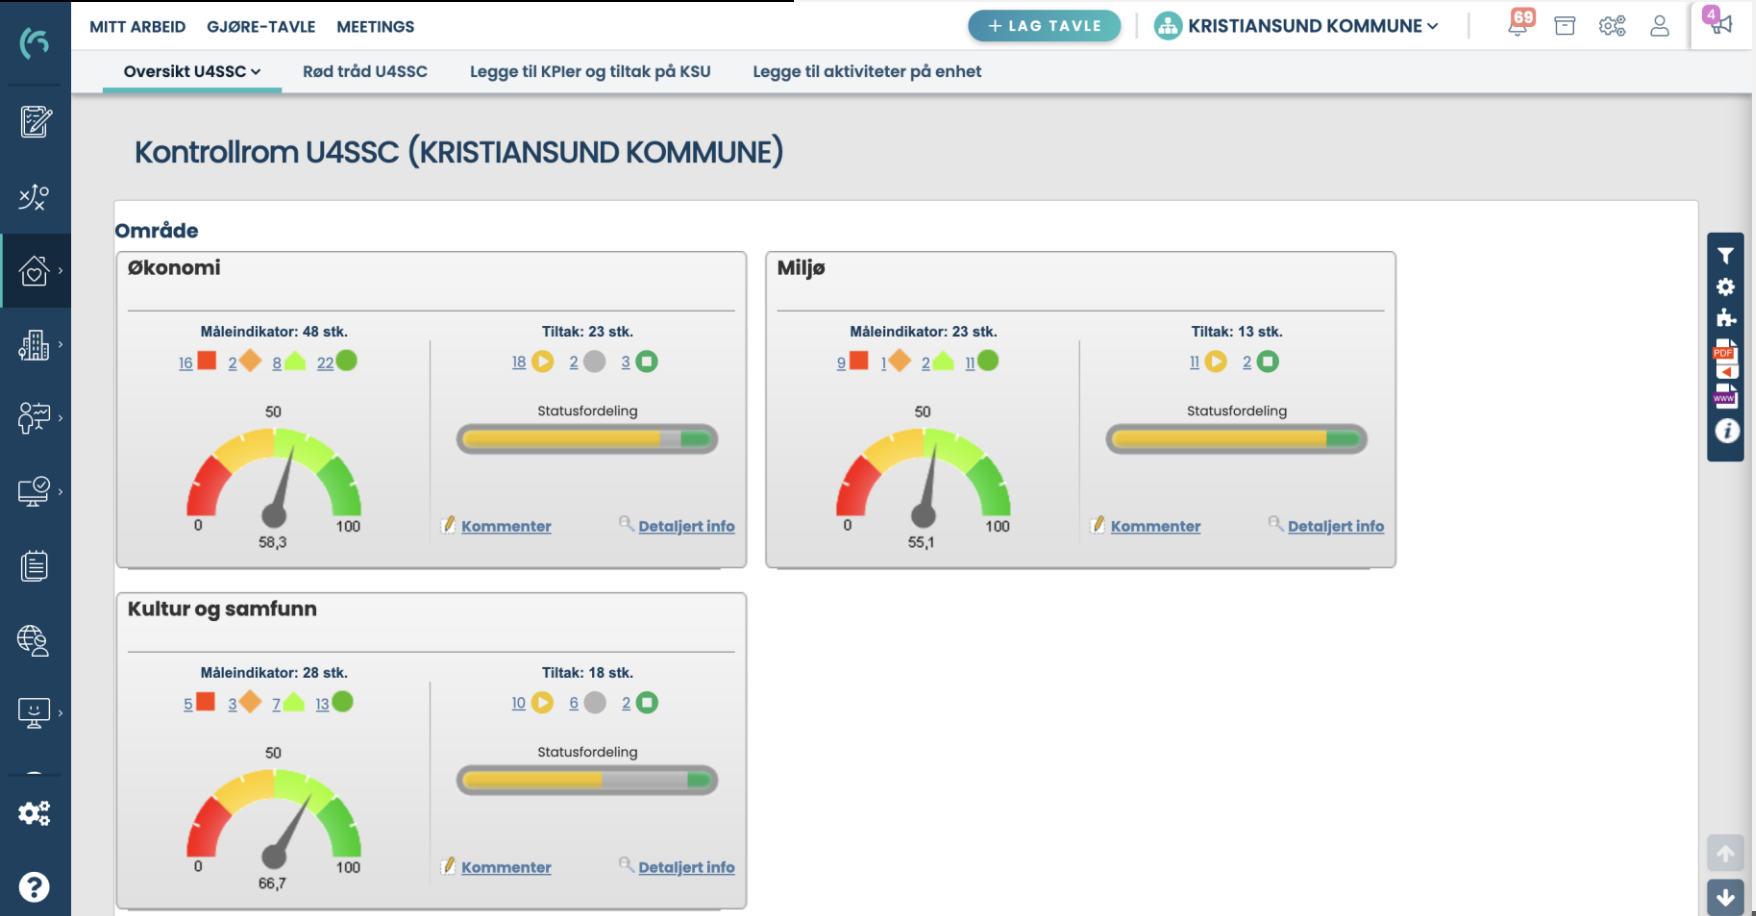 MITT ARBEID GJØRE-TAVLE MEETINGS + LAG TAVLE KRISTIANSUND KOMMUNE 69 4
Oversikt U4SSC Rød tråd U4SSC Legge til KPIer og tiltak på KSU Legge til aktiviteter på enhet
Kontrollrom U4SSC (KRISTIANSUND KOMMUNE)
Område
Økonomi
Måleindikator: 48 stk.
16 2 8 22
50
0 100
58,3
Tiltak: 23 stk.
18 2 3
Statusfordeling
Kommenter Detaljert info
Miljø
Måleindikator: 23 stk.
9 1 2 11
50
0 100
55,1
Tiltak: 13 stk.
11 2
Statusfordeling
Kommenter Detaljert info
Kultur og samfunn
Måleindikator: 28 stk.
5 3 7 13
50
0 100
66,7
Tiltak: 18 stk.
10 6 2
Statusfordeling
Kommenter Detaljert info
PDF
www
i
?